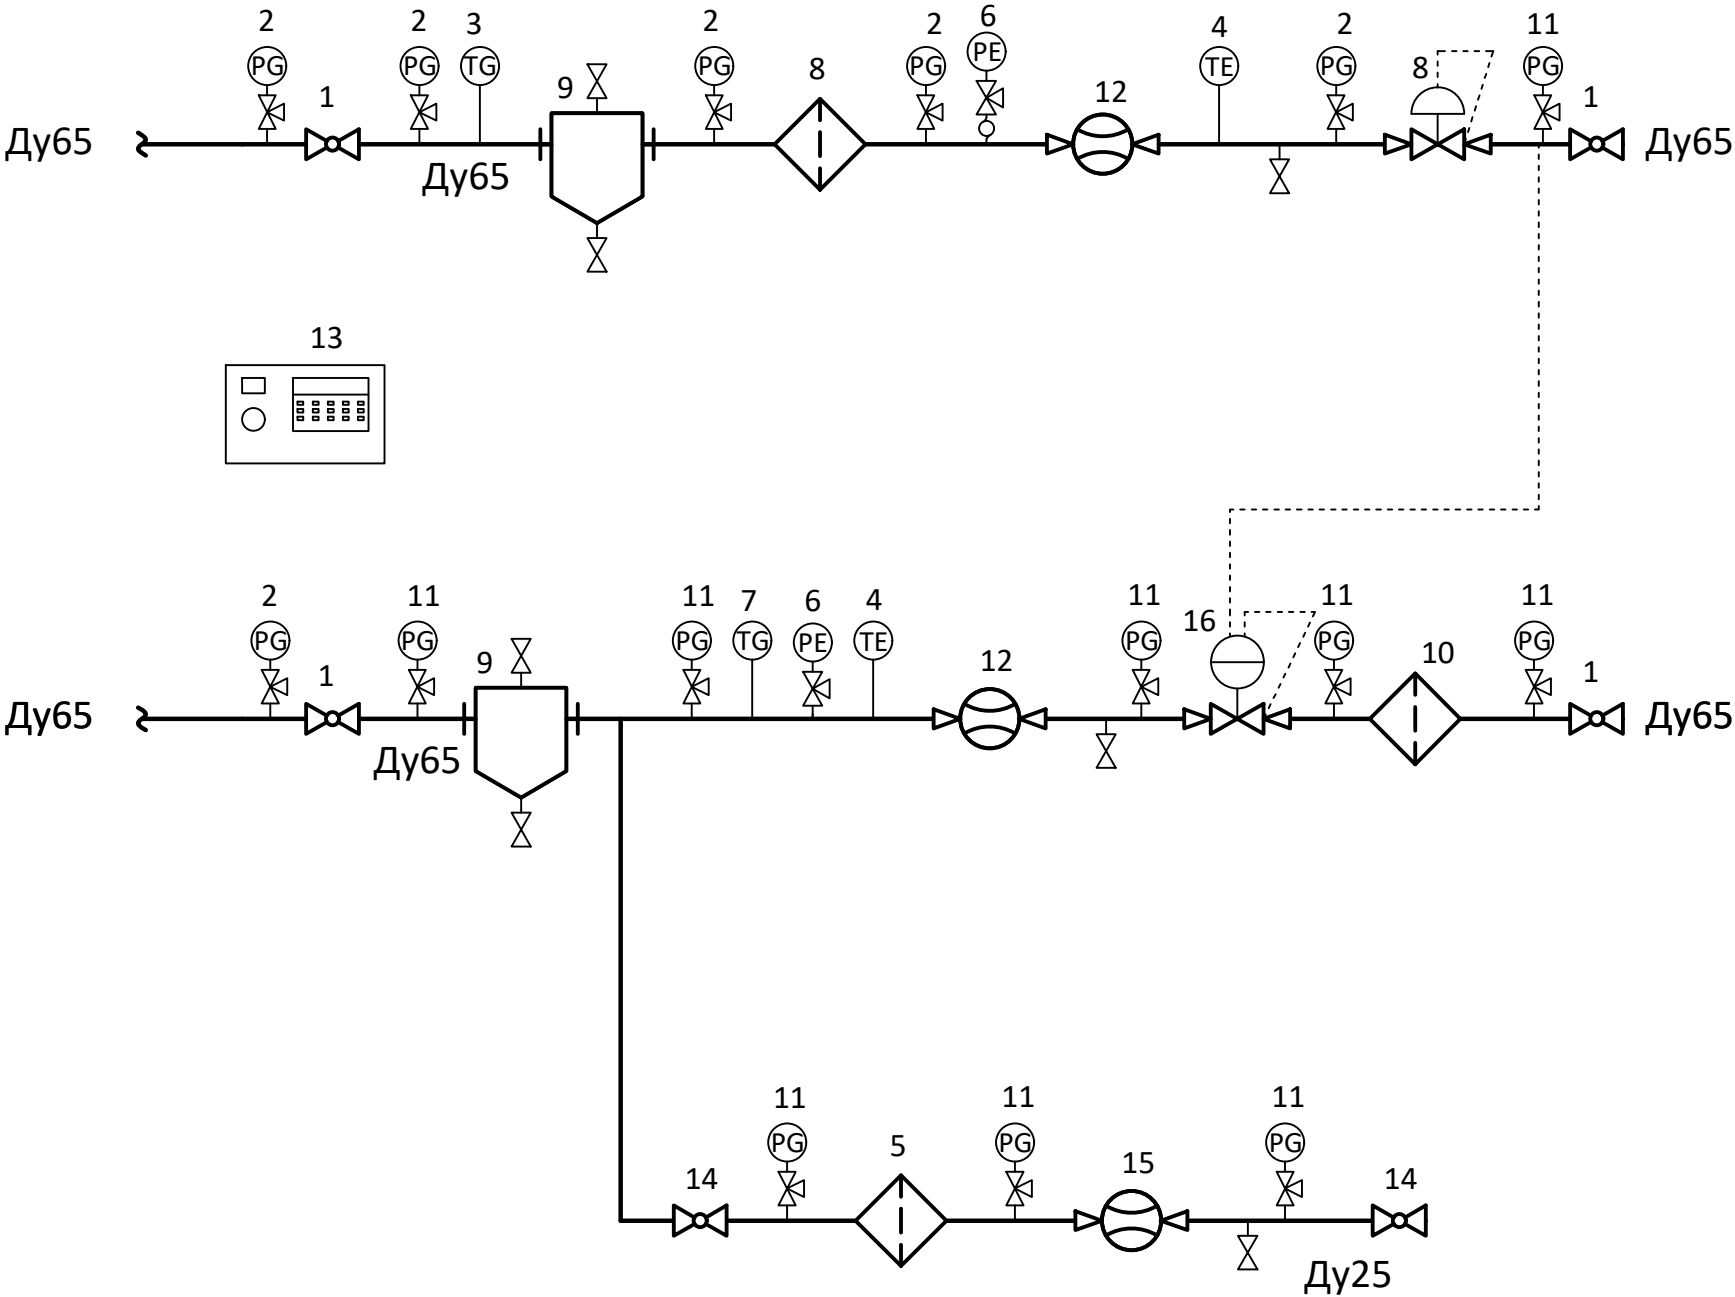 2 2 3 2 2 6 4 2 11
PG PG TG PG PG PE TE PG PG
1 9 8 12 8 1
Ду65 Ду65
Ду65
13
2 11 11 7 6 4 11 11 11
PG PG PG TG PE TE PG PG PG
1 9 12 16 10 1
Ду65 Ду65
Ду65
11 11 11
PG PG PG
14 5 15 14
Ду25